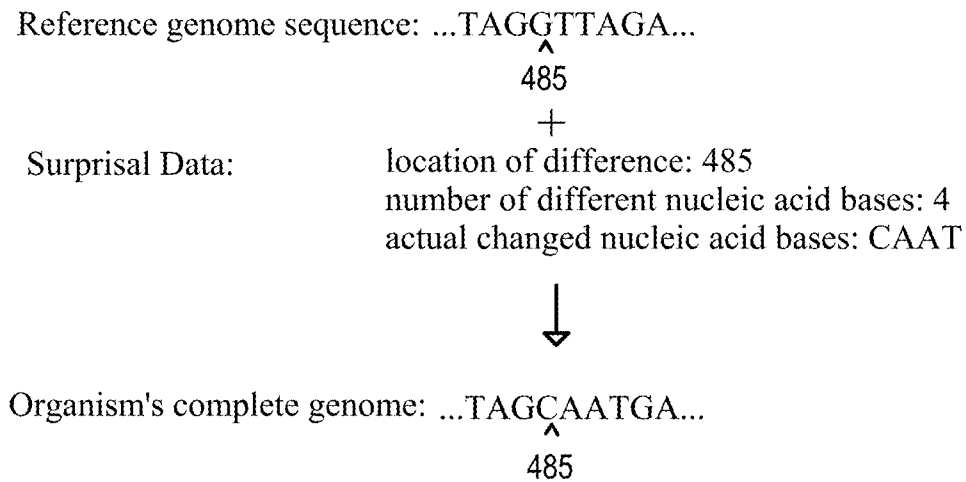 Reference genome sequence: ...TAGGTTAGA...
^
485
+
Surprisal Data: location of difference: 485
number of different nucleic acid bases: 4
actual changed nucleic acid bases: CAAT
Organism's complete genome: ...TAGCAATGA...
^
485